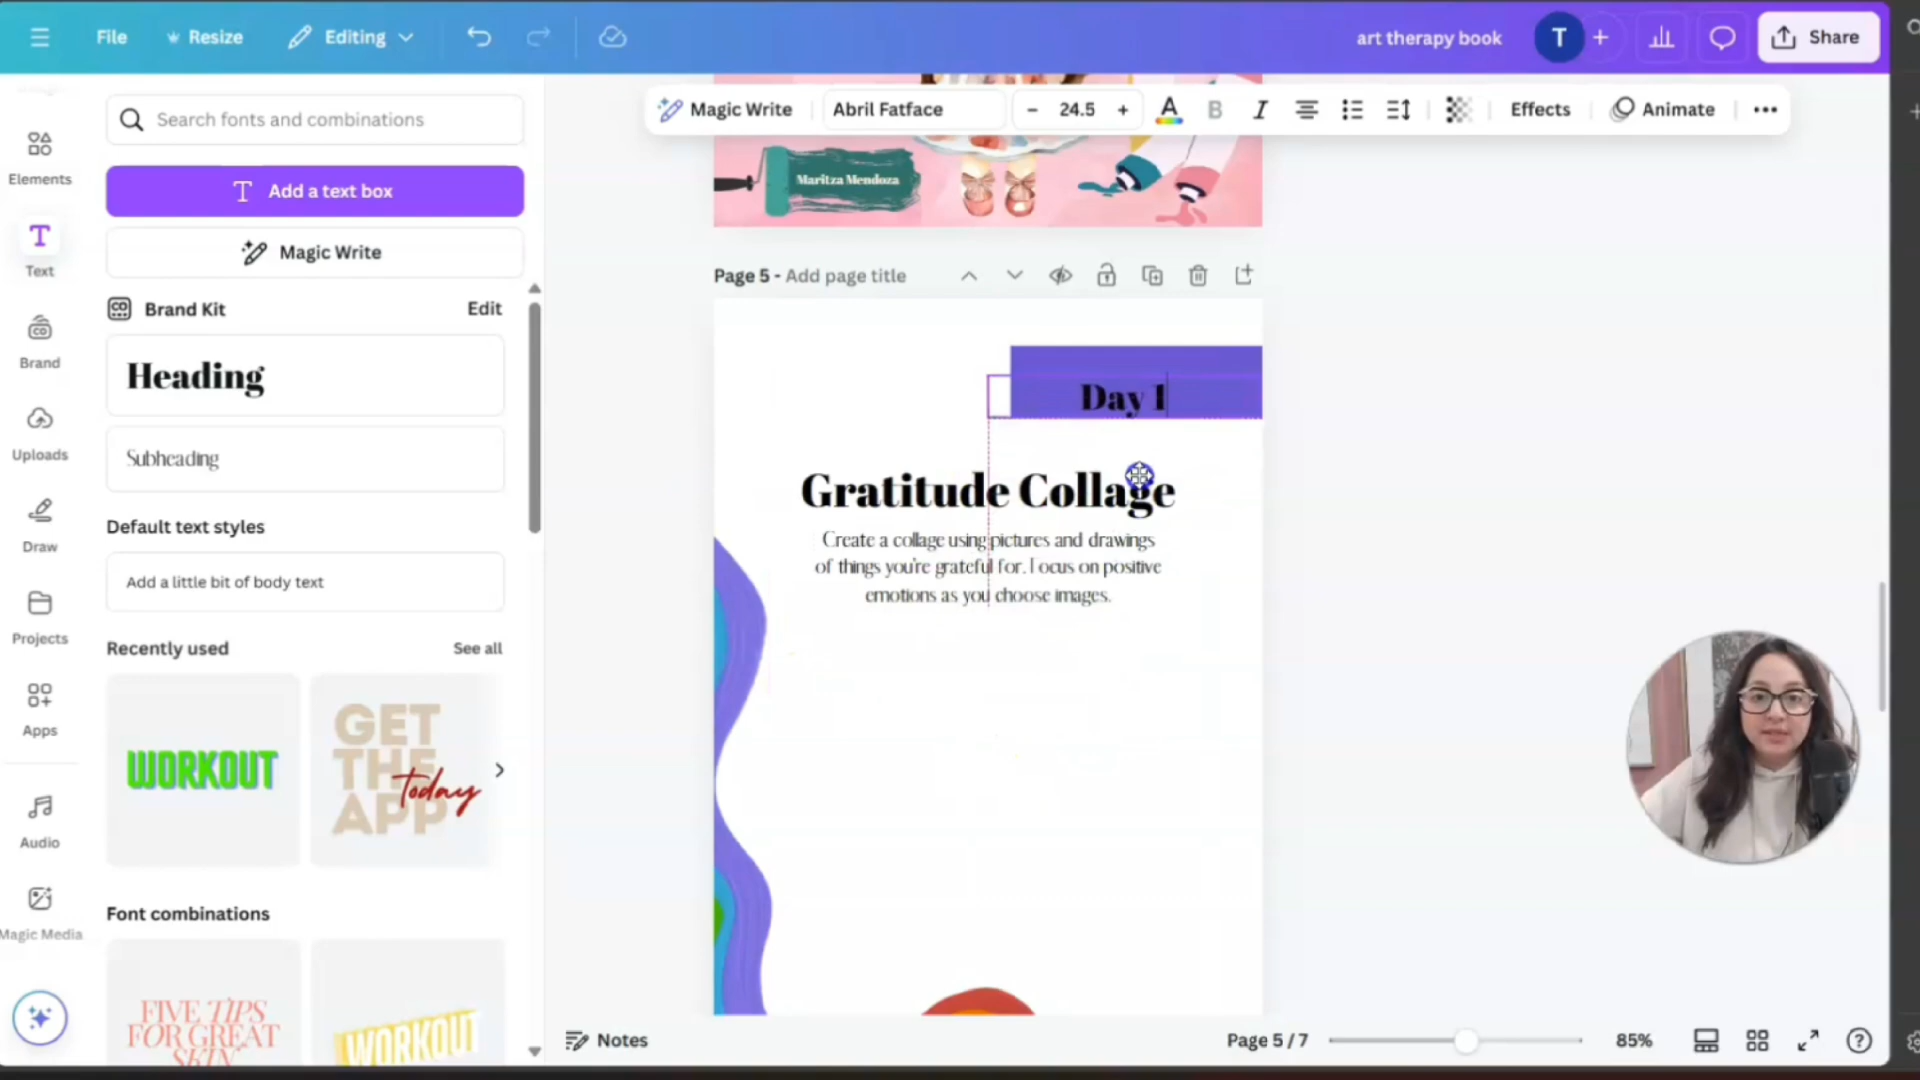 File
Resize
Editing
art therapy book
T
Share
Search fonts and combinations
Magic Write
Abril Fatface
24.5
A
B
I
Effects
Animate
Elements
T Add a text box
Maritza Mendoza
T
Text
Magic Write
Page 5 - Add page title
Brand Kit
Edit
Heading
Day 1
Brand
Uploads
Subheading
Gratitude Collage
Create a collage using pictures and drawings
of things you're grateful for. Focus on positive
emotions as you choose images.
Draw
Default text styles
Add a little bit of body text
Projects
Recently used
See all
Apps
WORKOUT
GET
THE
APP
today
Audio
Font combinations
Magic Media
FIVE TIPS
FOR GREAT
SKIN
WORKOUT
Notes
Page 5 / 7
85%